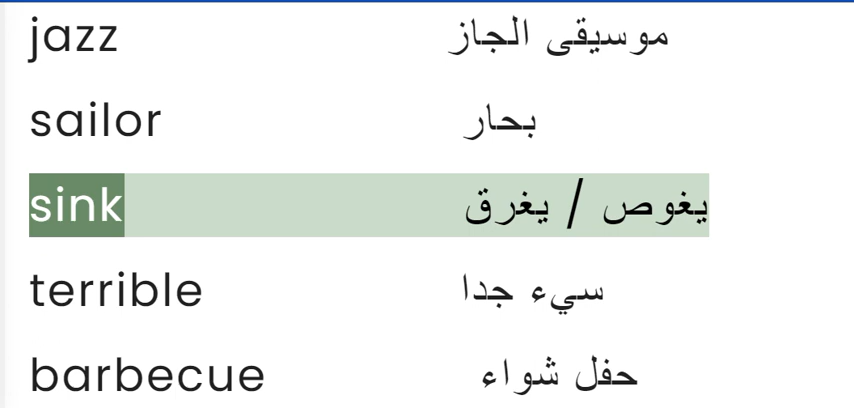 jazz موسيقى الجاز
sailor بحار
sink يغوص / يغرق
terrible سيء جدا
barbecue حفل شواء